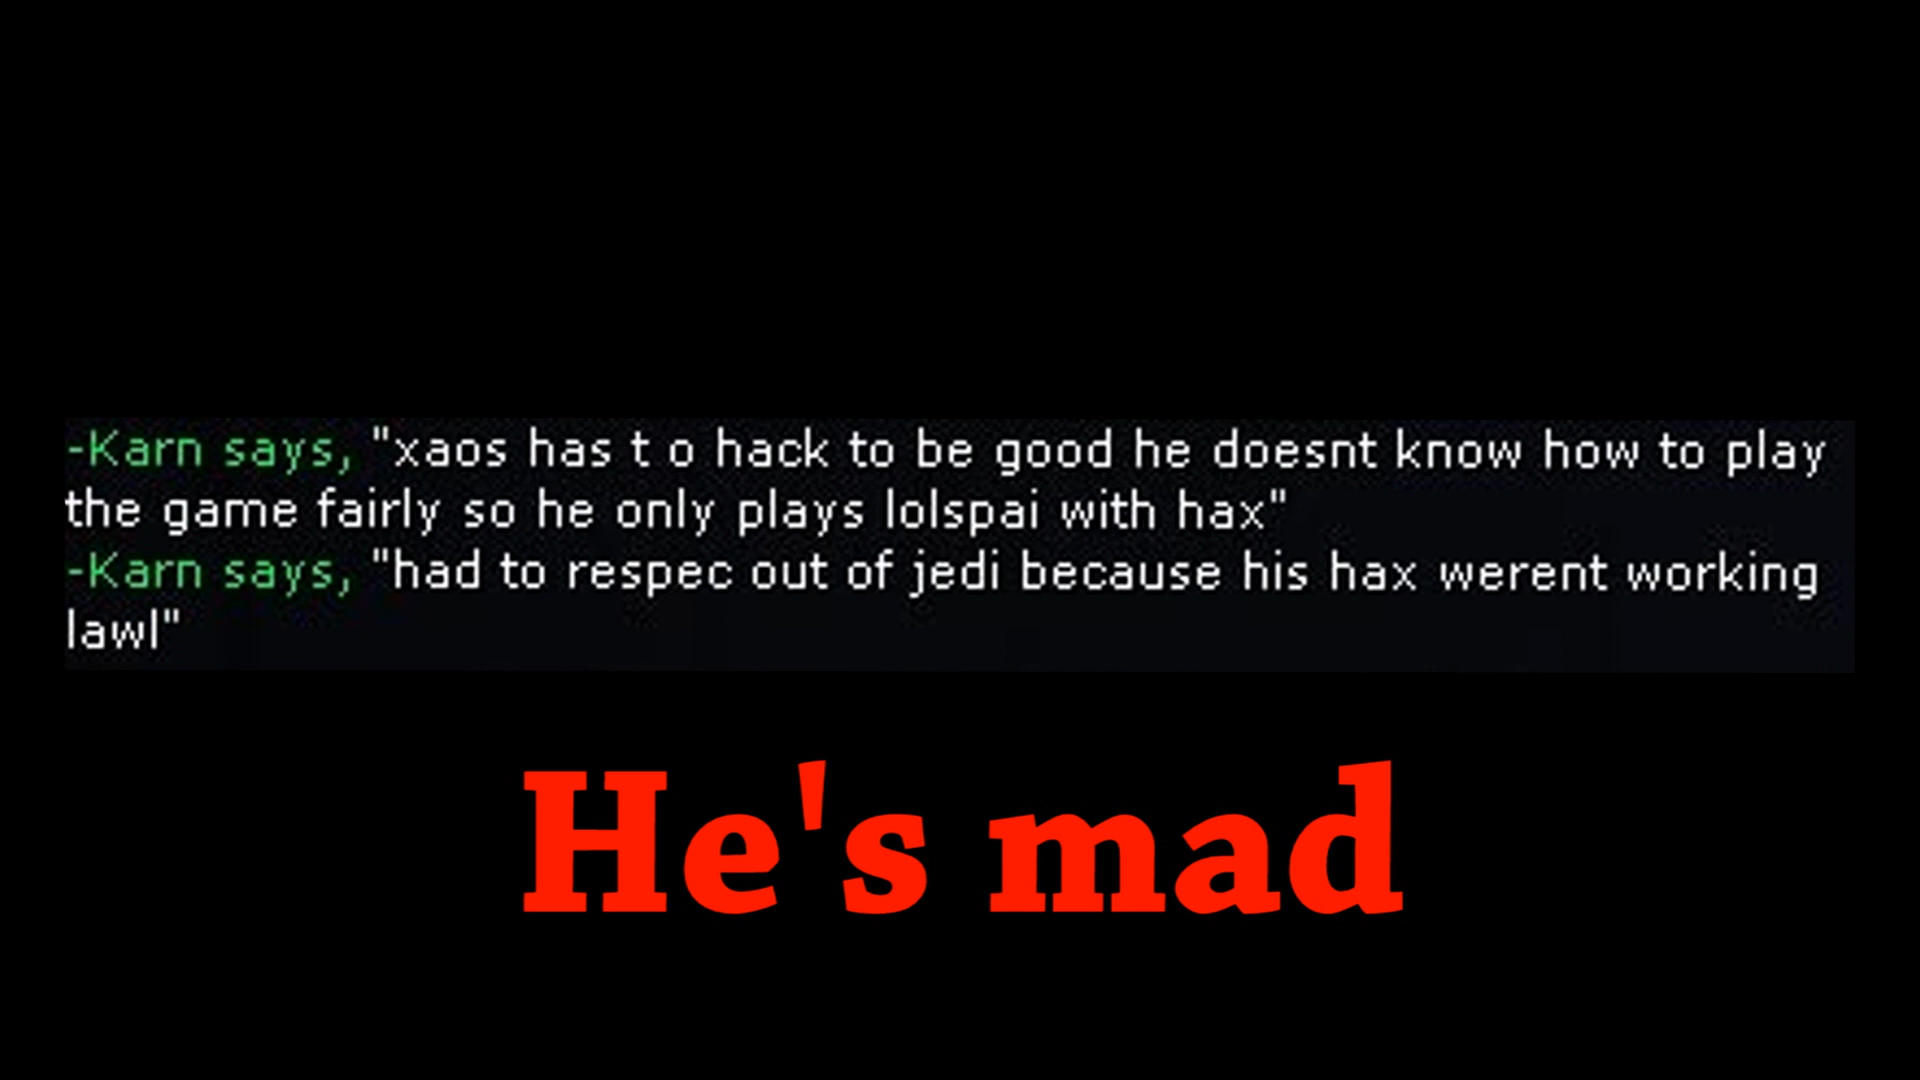 -Karn says, "xaos has t o hack to be good he doesnt know how to play
the game fairly so he only plays lolspai with hax"
-Karn says, "had to respec out of jedi because his hax werent working
lawl"
He's mad